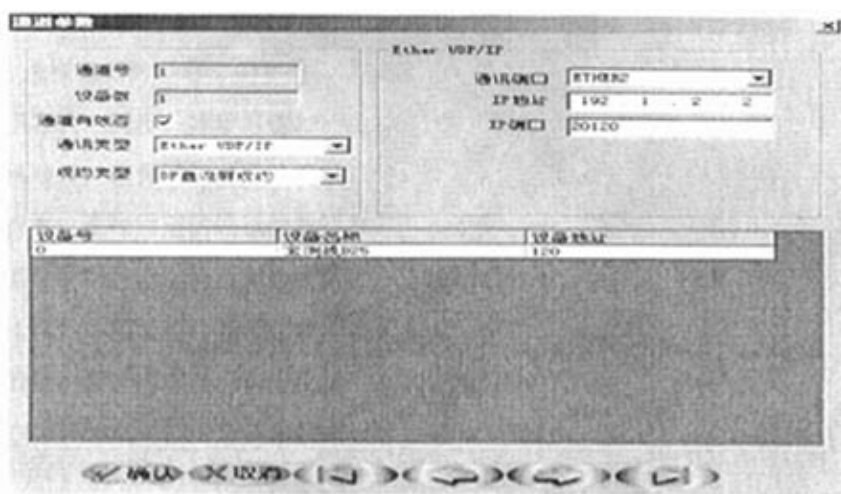 通道参数
通道号 1
设备数 1
通道有效否
通讯类型 Ether UDP/IP
规约类型
Ether UDP/IP
通讯端口 ETHER2
IP地址 192 1 . 2 2
IP端口 20120
设备号 设备名称 设备地址
0 120
确认 取消